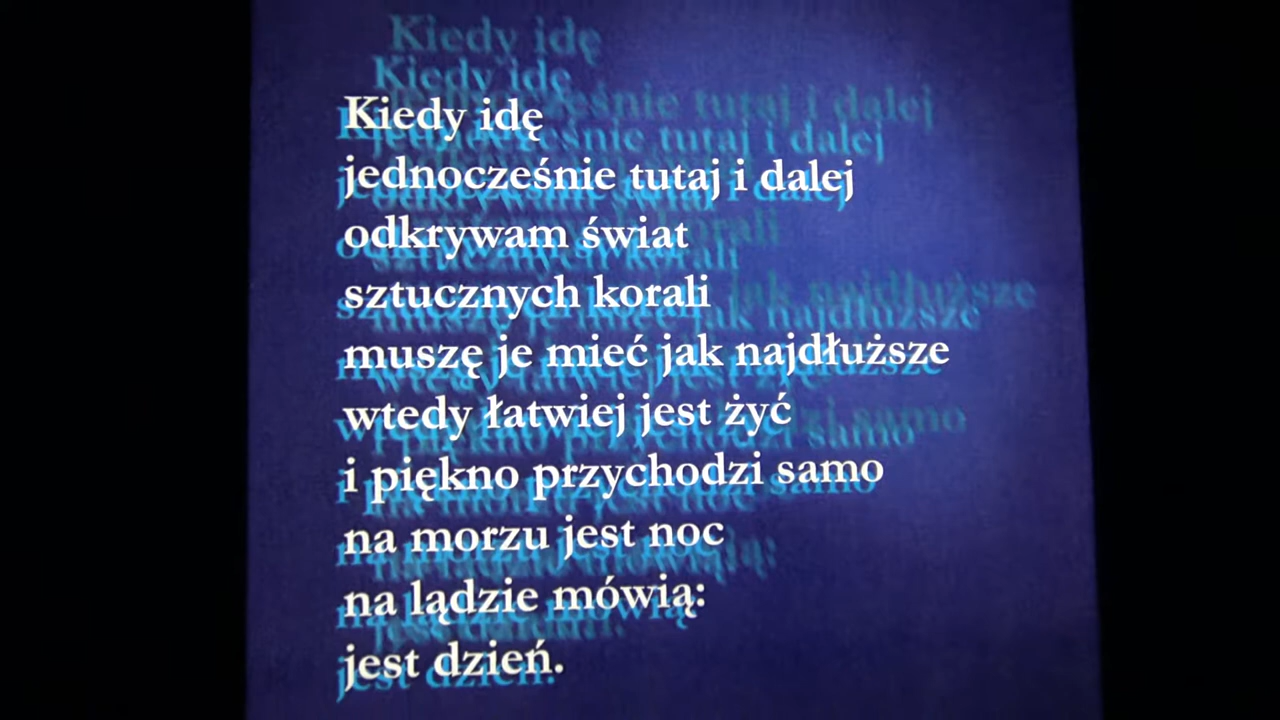 Kiedy idę
jednocześnie tutaj i dalej
odkrywam świat
sztucznych korali
muszę je mieć jak najdłuższe
wtedy łatwiej jest żyć
i piękno przychodzi samo
na morzu jest noc
na lądzie mówią:
jest dzień.